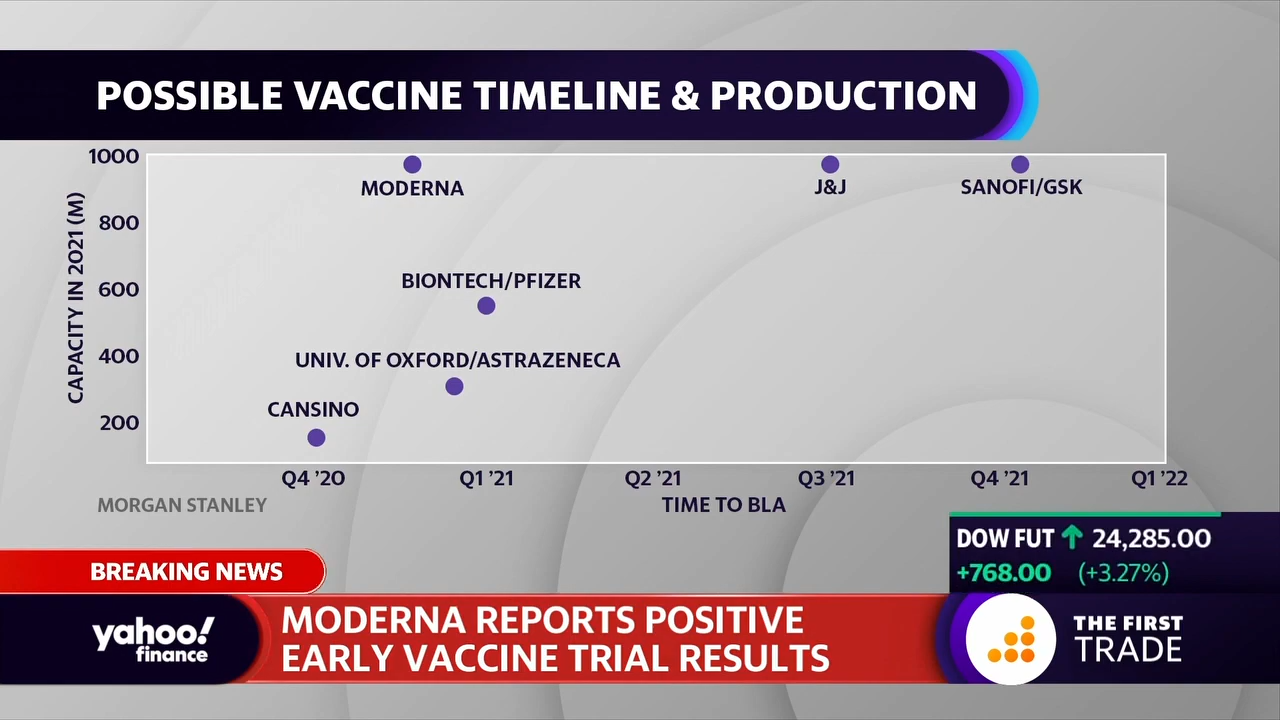 POSSIBLE VACCINE TIMELINE & PRODUCTION
CAPACITY IN 2021 (M)
1000
800
600
400
200
MODERNA
J&J
SANOFI/GSK
BIONTECH/PFIZER
UNIV. OF OXFORD/ASTRAZENECA
CANSINO
Q4 ’20
Q1 ’21
Q2 ’21
Q3 ’21
Q4 ’21
Q1 ’22
MORGAN STANLEY
TIME TO BLA
DOW FUT 24,285.00
+768.00 (+3.27%)
BREAKING NEWS
yahoo!
finance
MODERNA REPORTS POSITIVE
EARLY VACCINE TRIAL RESULTS
THE FIRST
TRADE